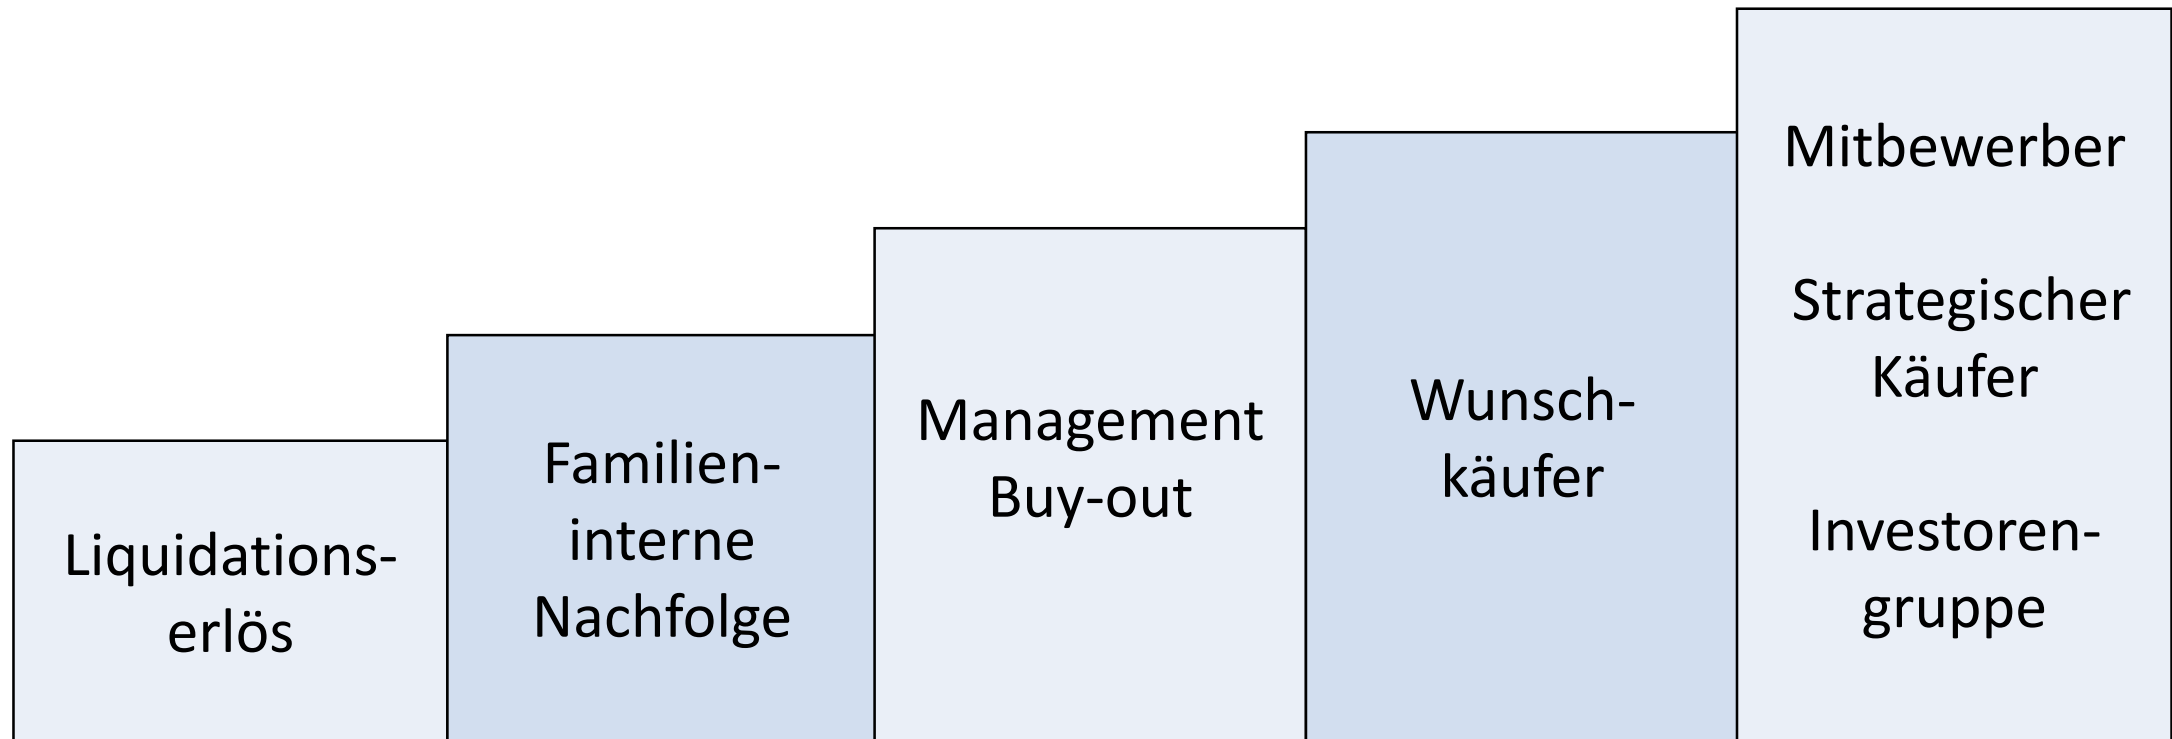 Liquidations-
erlös
Familien-
interne
Nachfolge
Management
Buy-out
Wunsch-
käufer
Mitbewerber
Strategischer
Käufer
Investoren-
gruppe